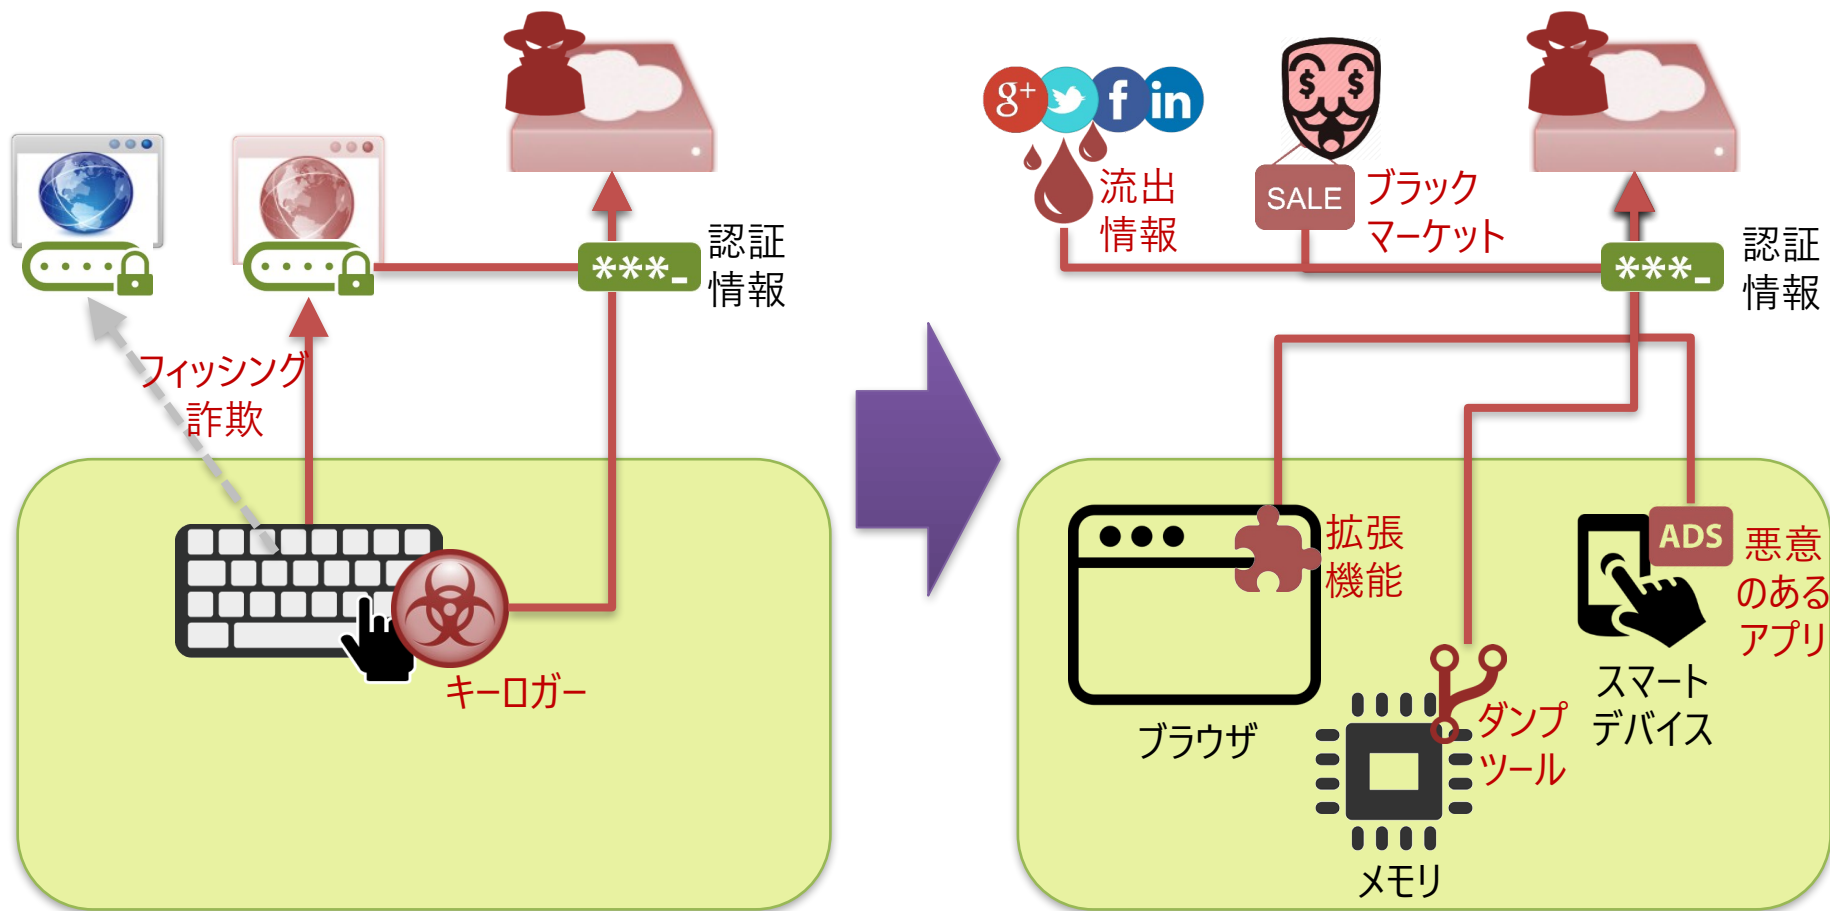 認証
情報
フィッシング
詐欺
***_
キーロガー
g+
f
in
流出
情報
$ $
SALE
ブラック
マーケット
***_
認証
情報
拡張
機能
ブラウザ
ダンプ
ツール
メモリ
ADS
悪意
のある
アプリ
スマート
デバイス